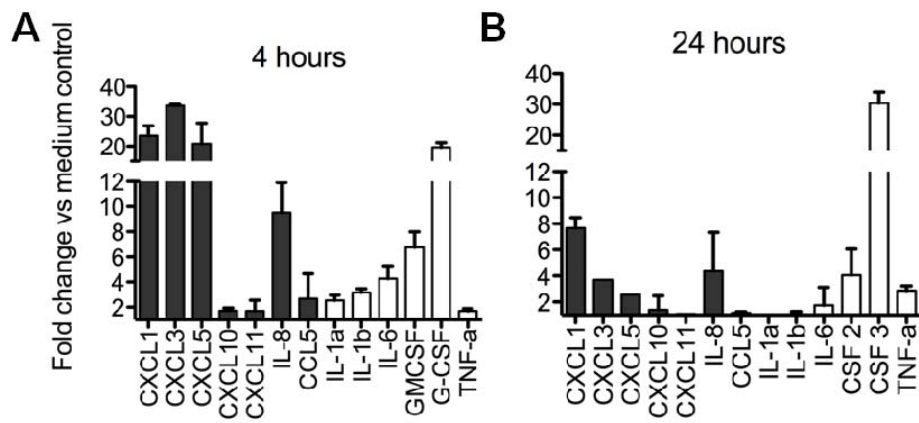 A
4 hours
Fold change vs medium control
40
30
20
12
10
8
6
4
2
CXCL1
CXCL3
CXCL5
CXCL10
CXCL11
IL-8
CCL5
IL-1a
IL-1b
IL-6
GMCSF
G-CSF
TNF-a
B
24 hours
40
30
20
12
10
8
6
4
2
CXCL1
CXCL3
CXCL5
CXCL10
CXCL11
IL-8
CCL5
IL-1a
IL-1b
IL-6
CSF 2
CSF 3
TNF-a